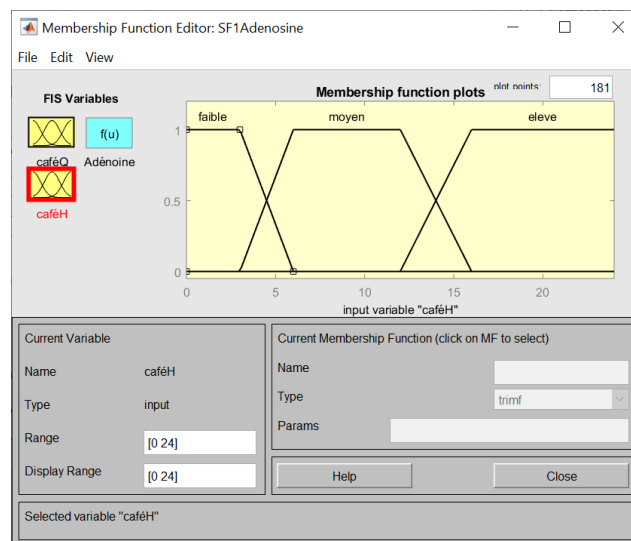 Membership Function Editor: SF1Adenosine
File Edit View
FIS Variables
f(u)
caféQ Adénoine
caféH
Membership function plots
plot points:
181
faible moyen eleve
1
0.5
0
0 5 10 15 20
input variable "caféH"
Current Variable
Name caféH
Type input
Range [0 24]
Display Range [0 24]
Current Membership Function (click on MF to select)
Name
Type trimf
Params
Help Close
Selected variable "caféH"